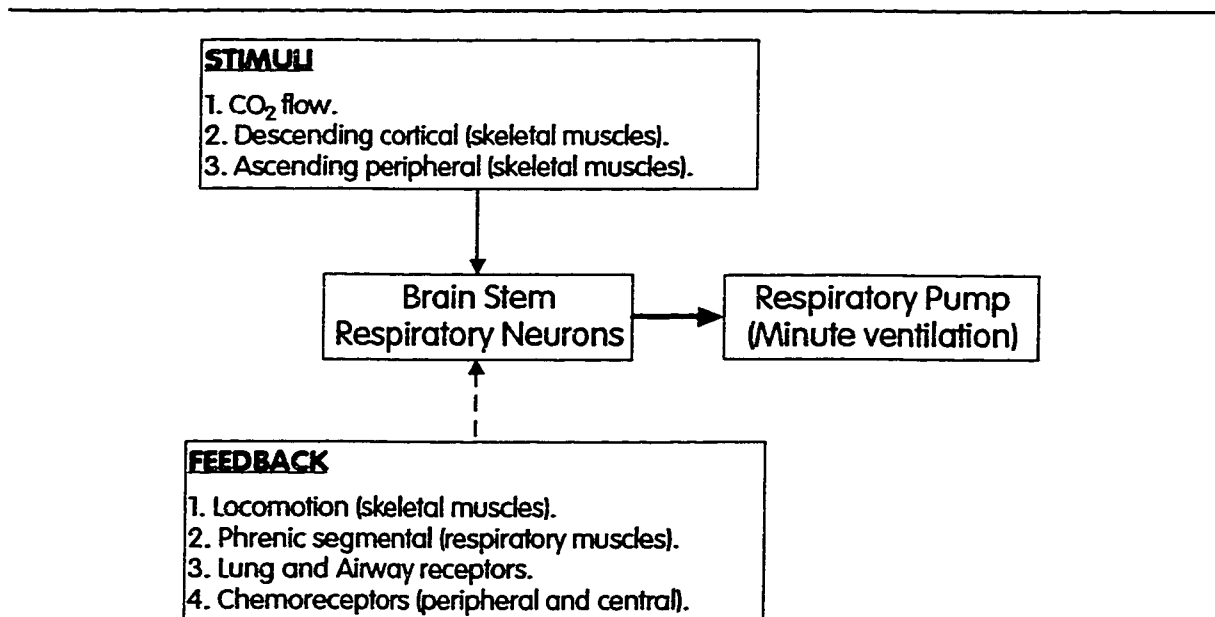 STIMULI
1. CO₂ flow.
2. Descending cortical (skeletal muscles).
3. Ascending peripheral (skeletal muscles).
Brain Stem
Respiratory Neurons
Respiratory Pump
(Minute ventilation)
FEEDBACK
1. Locomotion (skeletal muscles).
2. Phrenic segmental (respiratory muscles).
3. Lung and Airway receptors.
4. Chemoreceptors (peripheral and central).